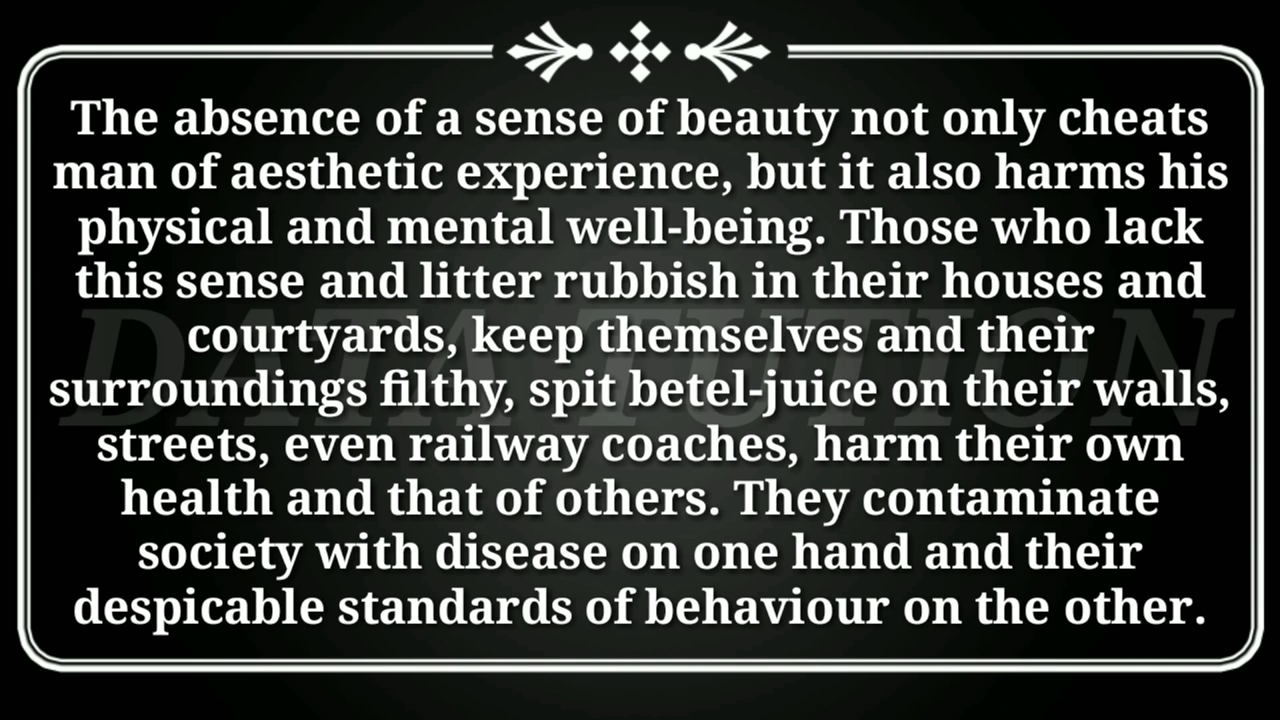 The absence of a sense of beauty not only cheats
man of aesthetic experience, but it also harms his
physical and mental well-being. Those who lack
this sense and litter rubbish in their houses and
courtyards, keep themselves and their
surroundings filthy, spit betel-juice on their walls,
streets, even railway coaches, harm their own
health and that of others. They contaminate
society with disease on one hand and their
despicable standards of behaviour on the other.
DATA TUTION